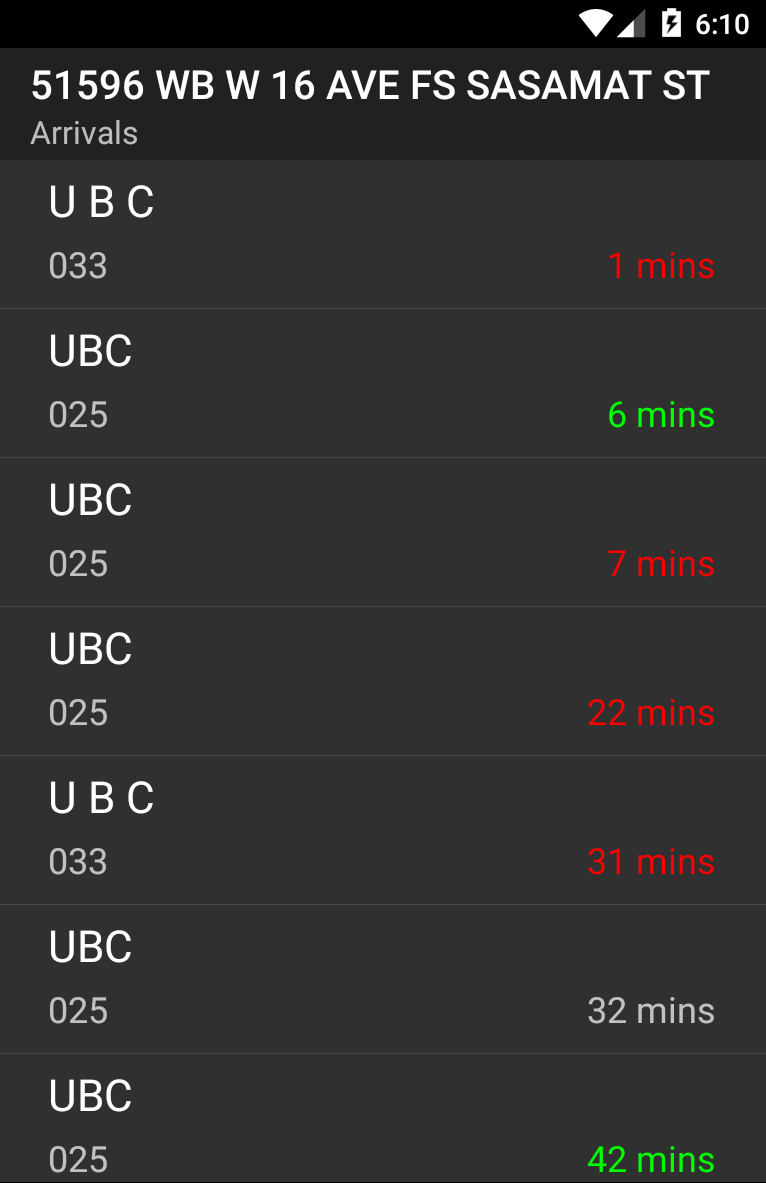 6:10
51596 WB W 16 AVE FS SASAMAT ST
Arrivals
U B C
033 1 mins
UBC
025 6 mins
UBC
025 7 mins
UBC
025 22 mins
U B C
033 31 mins
UBC
025 32 mins
UBC
025 42 mins